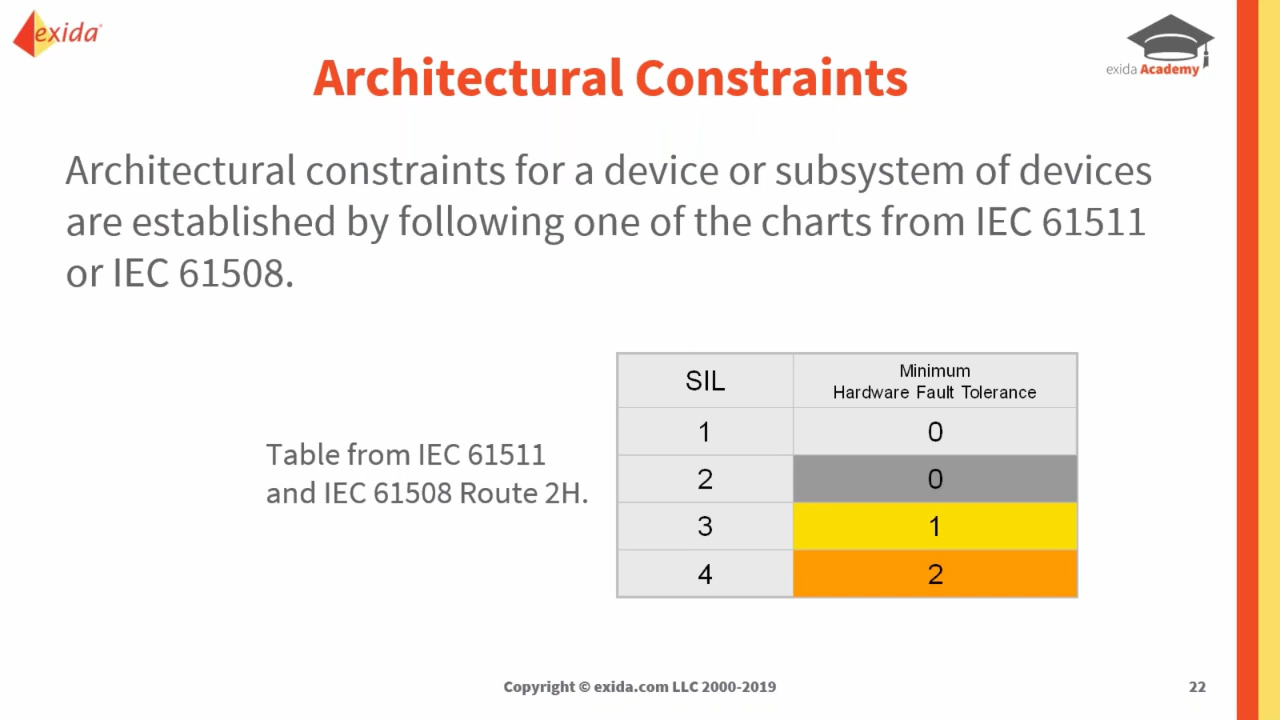 exida
exida Academy
Architectural Constraints
Architectural constraints for a device or subsystem of devices
are established by following one of the charts from IEC 61511
or IEC 61508.
Table from IEC 61511
and IEC 61508 Route 2H.
SIL
Minimum
Hardware Fault Tolerance
1 0
2 0
3 1
4 2
Copyright © exida.com LLC 2000-2019
22